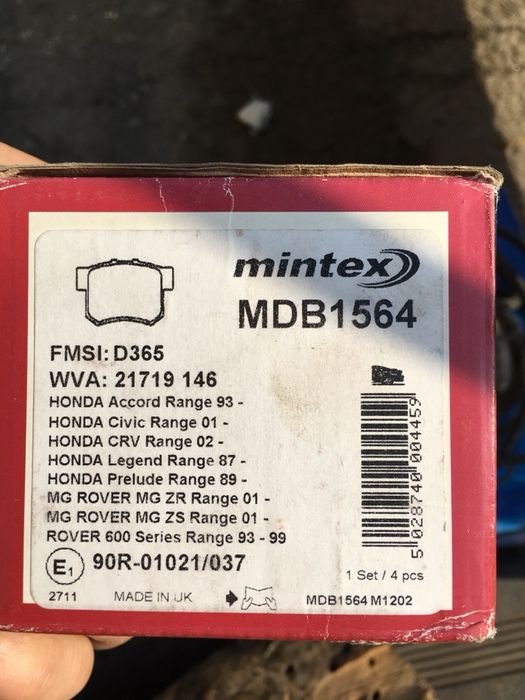 mintex
MDB1564
FMSI: D365
WVA: 21719 146
HONDA Accord Range 93 -
HONDA Civic Range 01 -
HONDA CRV Range 02 -
HONDA Legend Range 87 -
HONDA Prelude Range 89 -
MG ROVER MG ZR Range 01 -
MG ROVER MG ZS Range 01 -
ROVER 600 Series Range 93 - 99
E1 90R-01021/037
5 028740 004459
1 Set / 4 pcs
2711 MADE IN UK MDB1564 M1202